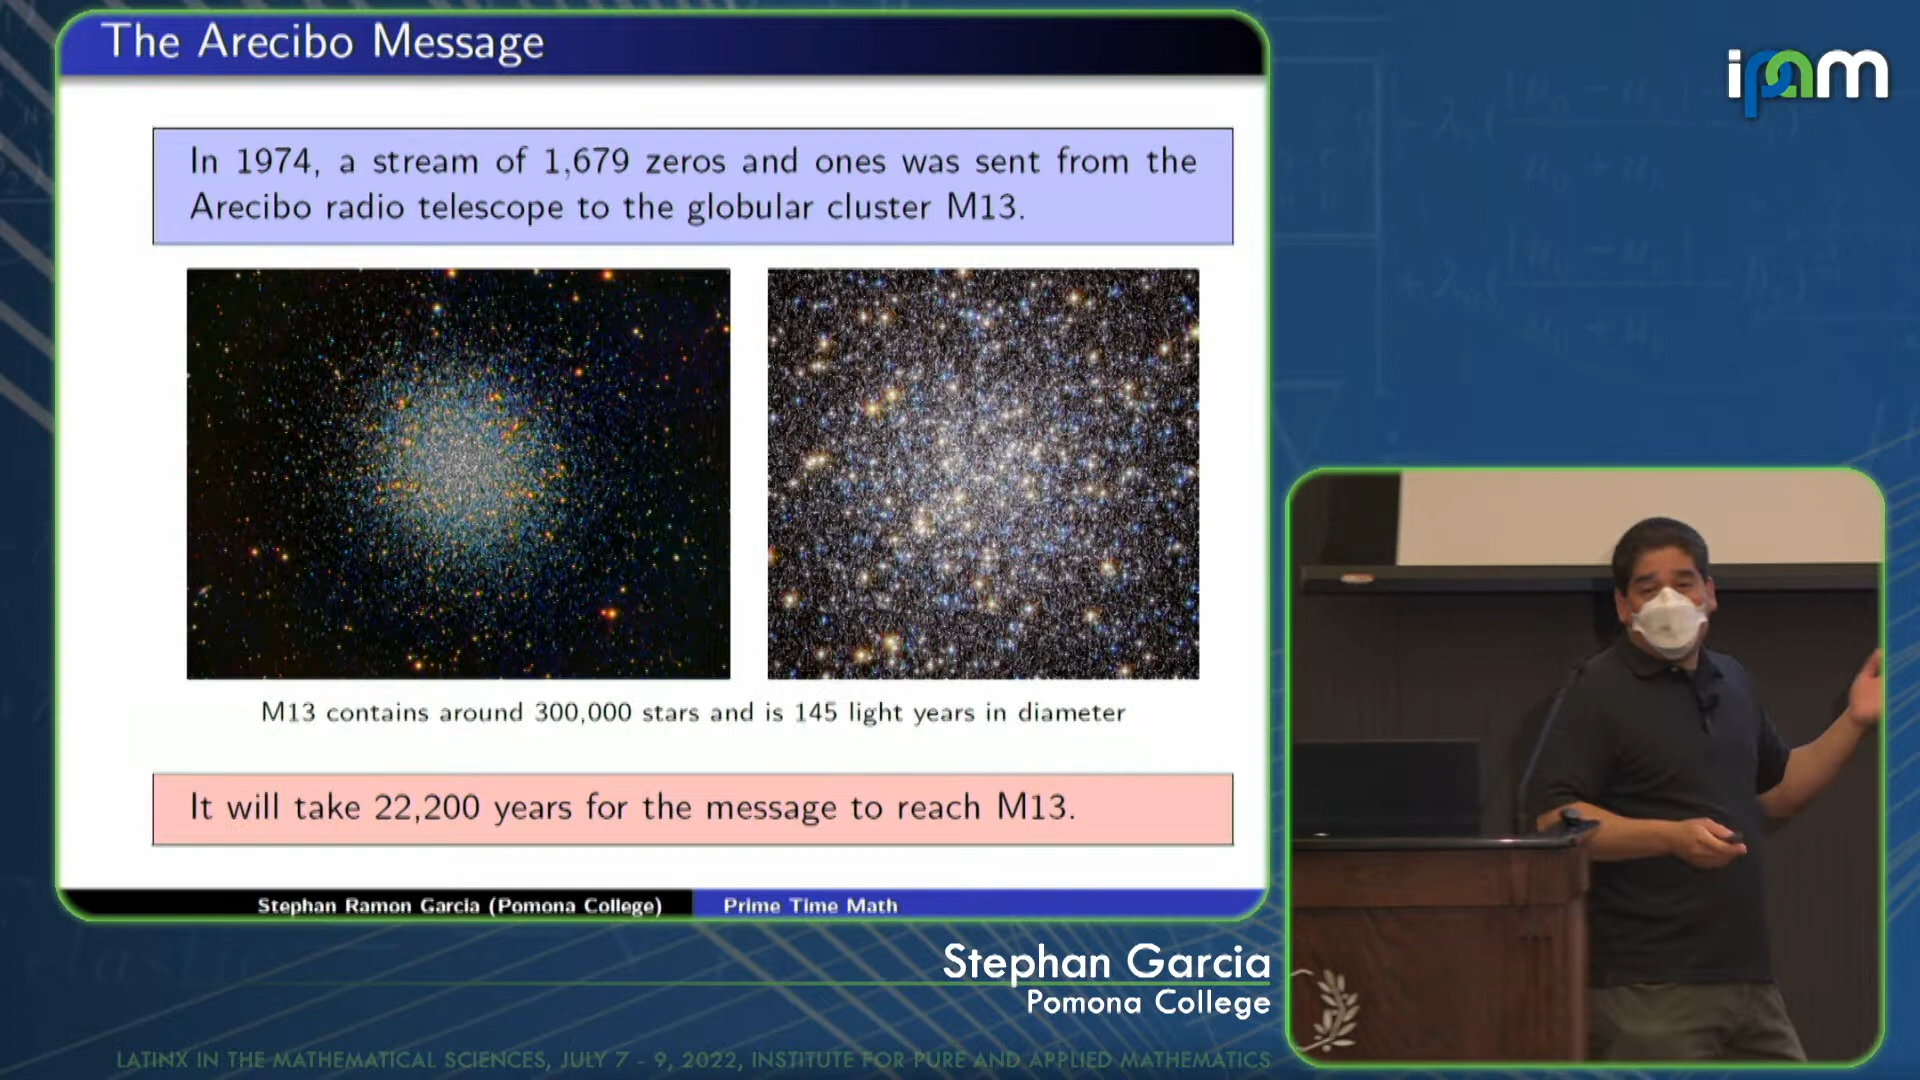 The Arecibo Message
ipam
In 1974, a stream of 1,679 zeros and ones was sent from the
Arecibo radio telescope to the globular cluster M13.
M13 contains around 300,000 stars and is 145 light years in diameter
It will take 22,200 years for the message to reach M13.
Stephan Ramon Garcia (Pomona College)
Prime Time Math
Stephan Garcia
Pomona College
LATINX IN THE MATHEMATICAL SCIENCES, JULY 7 - 9, 2022, INSTITUTE FOR PURE AND APPLIED MATHEMATICS